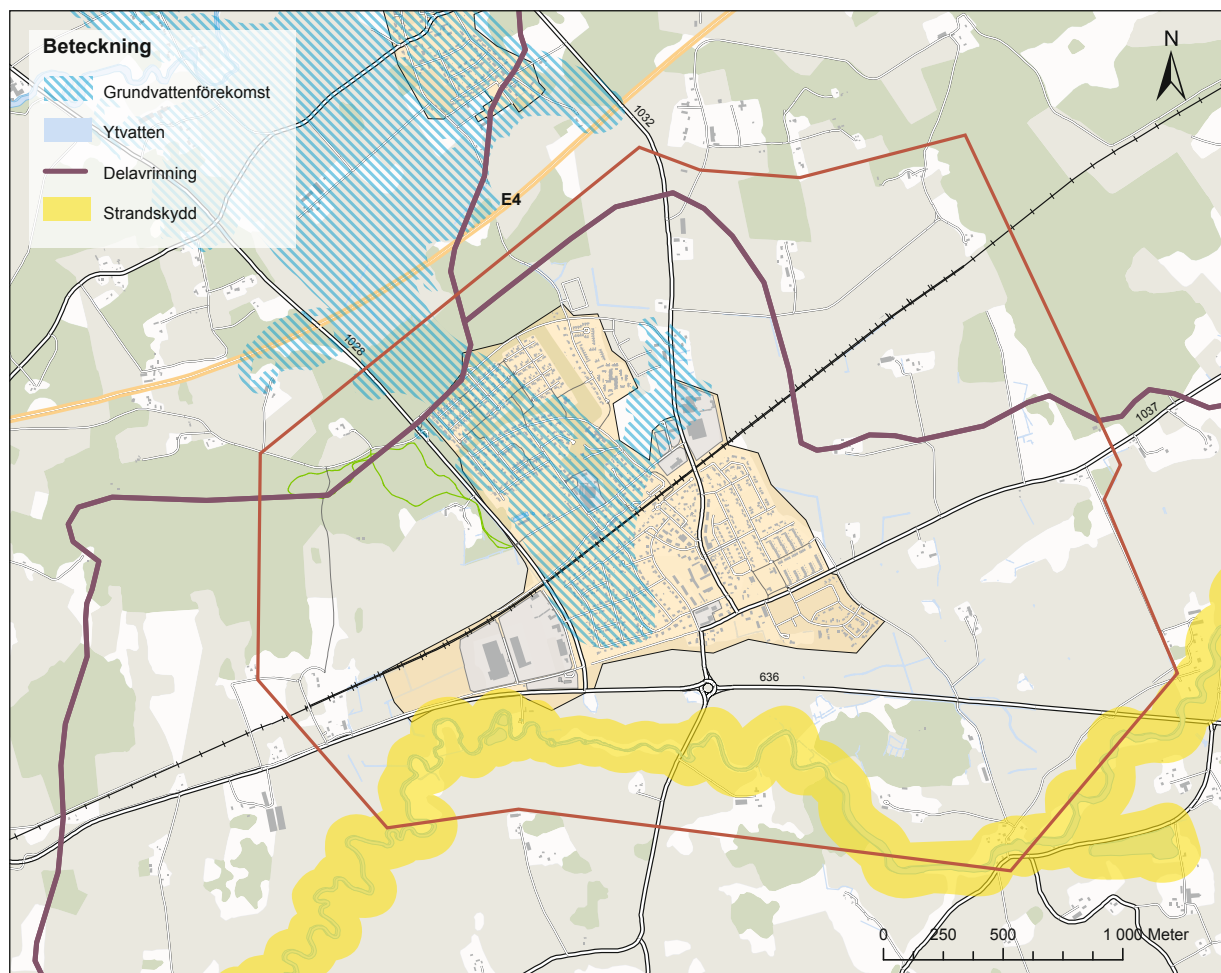 Beteckning
Grundvattenförekomst
Ytvatten
Delavrinning
Strandskydd
N
1032
E4
1028
1037
636
0 250 500 1 000 Meter